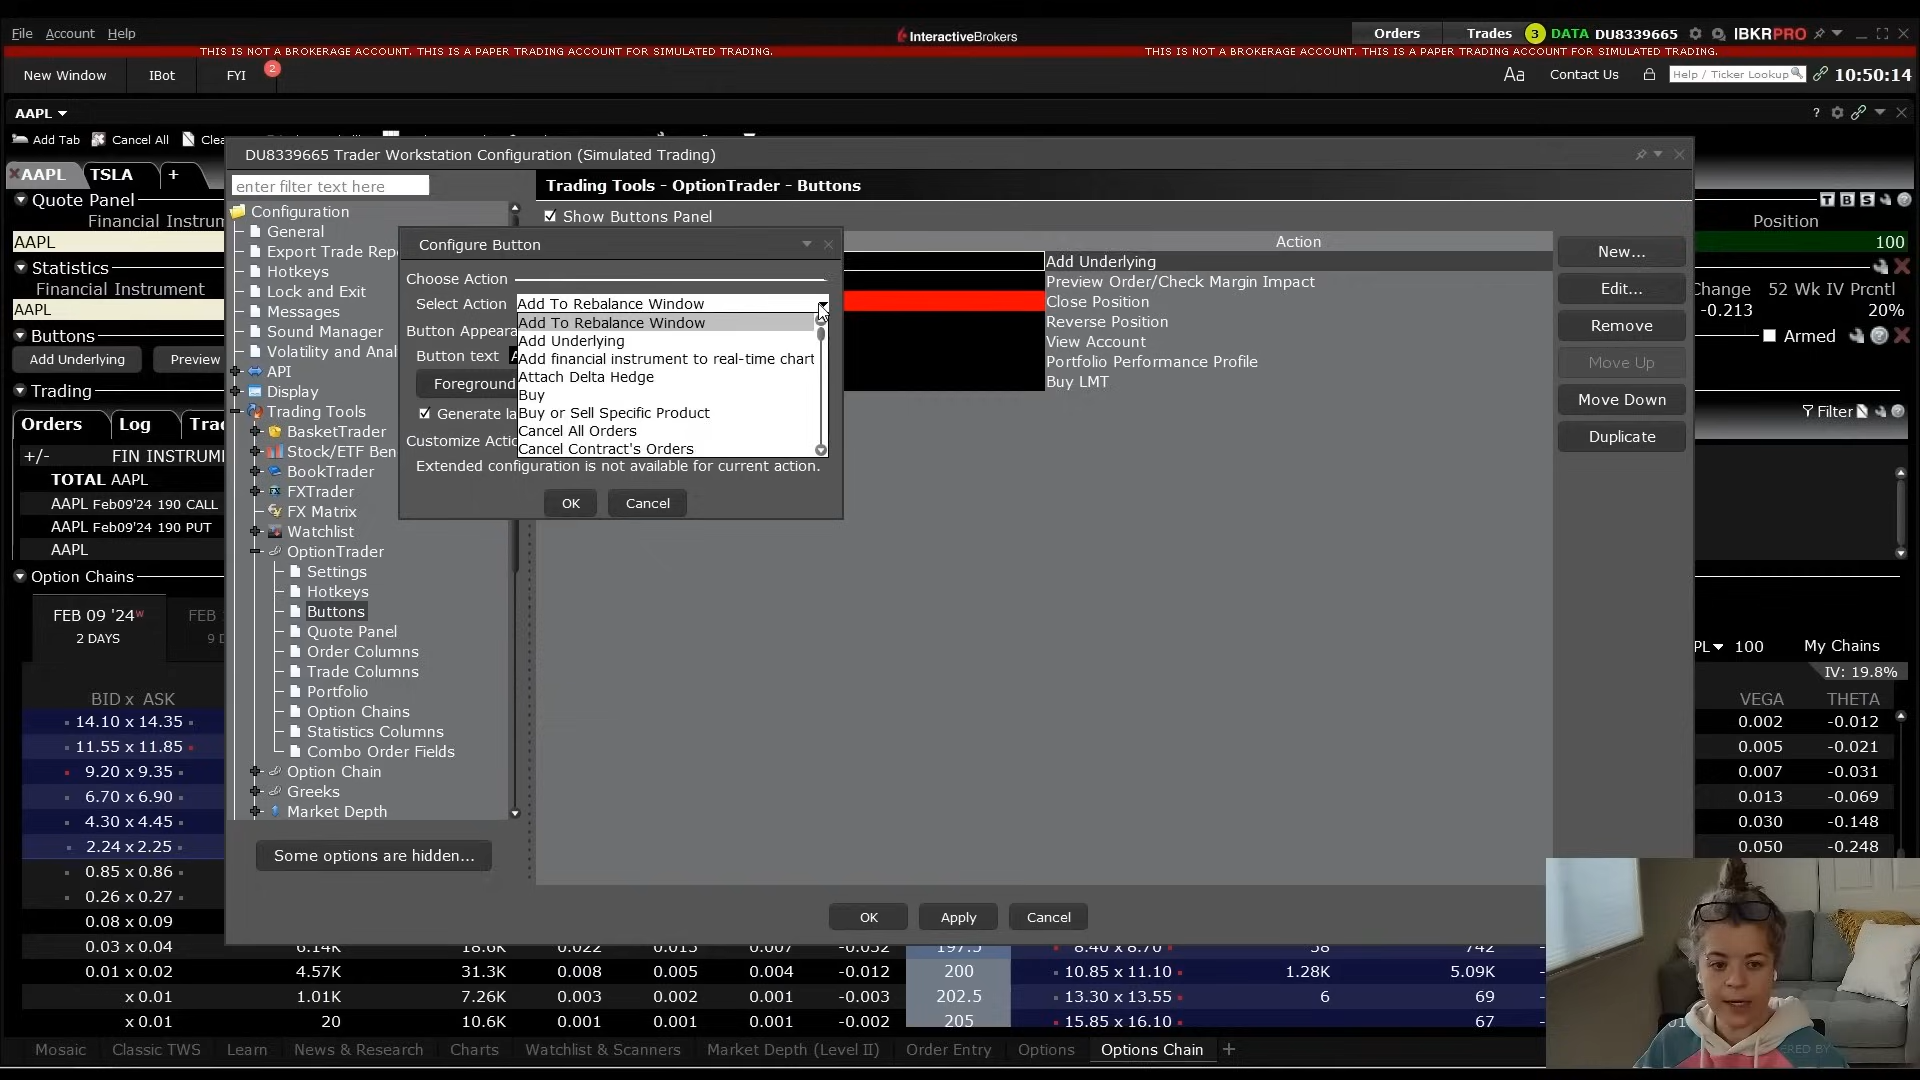 File Account Help
InteractiveBrokers
Orders Trades 3 DATA DU8339665 IBKRPRO
THIS IS NOT A BROKERAGE ACCOUNT. THIS IS A PAPER TRADING ACCOUNT FOR SIMULATED TRADING.
THIS IS NOT A BROKERAGE ACCOUNT. THIS IS A PAPER TRADING ACCOUNT FOR SIMULATED TRADING.
New Window IBot FYI 2
Aa Contact Us Help / Ticker Lookup 10:50:14
AAPL
Add Tab Cancel All
DU8339665 Trader Workstation Configuration (Simulated Trading)
AAPL TSLA +
enter filter text here
Trading Tools - OptionTrader - Buttons
Quote Panel
Configuration
Show Buttons Panel
T B S
Position
AAPL
General
Export Trade Repo
Configure Button
Action
New...
100
Statistics
Hotkeys
Choose Action
Add Underlying
Edit...
Change 52 Wk IV Prcntl
AAPL
Lock and Exit
Select Action Add To Rebalance Window
Preview Order/Check Margin Impact
-0.213 20%
Messages
Add To Rebalance Window
Close Position
Remove
Buttons
Sound Manager
Button Appeara
Add Underlying
Reverse Position
Armed
Add Underlying Preview
Button text
Add financial instrument to real-time chart
View Account
Move Up
API
Foreground
Attach Delta Hedge
Portfolio Performance Profile
Trading
Display
Buy
Buy LMT
Move Down
Trading Tools
Buy or Sell Specific Product
Orders Log
BasketTrader
Customize Actio
Cancel All Orders
Duplicate
Filter
Cancel Contract's Orders
+/- FIN INSTRUM
BookTrader
Extended configuration is not available for current action.
TOTAL AAPL
FXTrader
OK Cancel
AAPL Feb09'24 190 CALL
FX Matrix
AAPL Feb09'24 190 PUT
Watchlist
AAPL
OptionTrader
Option Chains
Settings
Hotkeys
FEB 09 '24W FEB
Buttons
2 DAYS
Quote Panel
100 My Chains
Order Columns
IV: 19.8%
Trade Columns
BID x ASK
Portfolio
VEGA THETA
14.10 x 14.35
Option Chains
0.002 -0.012
11.55 x 11.85
Statistics Columns
0.005 -0.021
9.20 x 9.35
Combo Order Fields
0.007 -0.031
6.70 x 6.90
Option Chain
0.013 -0.069
4.30 x 4.45
Greeks
0.030 -0.148
2.24 x 2.25
Market Depth
0.050 -0.248
0.85 x 0.86
Some options are hidden...
0.26 x 0.27
0.08 x 0.09
OK Apply Cancel
0.03 x 0.04 6.14K 18.6K 197.5 8.40 x 8.70 58 742
0.01 x 0.02 4.57K 31.3K 0.008 0.005 0.004 -0.012 200 10.85 x 11.10 1.28K 5.09K
x 0.01 1.01K 7.26K 0.003 0.002 0.001 -0.003 202.5 13.30 x 13.55 6 69
x 0.01 20 10.6K 0.001 0.001 0.001 -0.002 205 15.85 x 16.10 67
Mosaic Classic TWS Learn News & Research Charts Watchlist & Scanners Market Depth (Level II) Order Entry Options Options Chain +